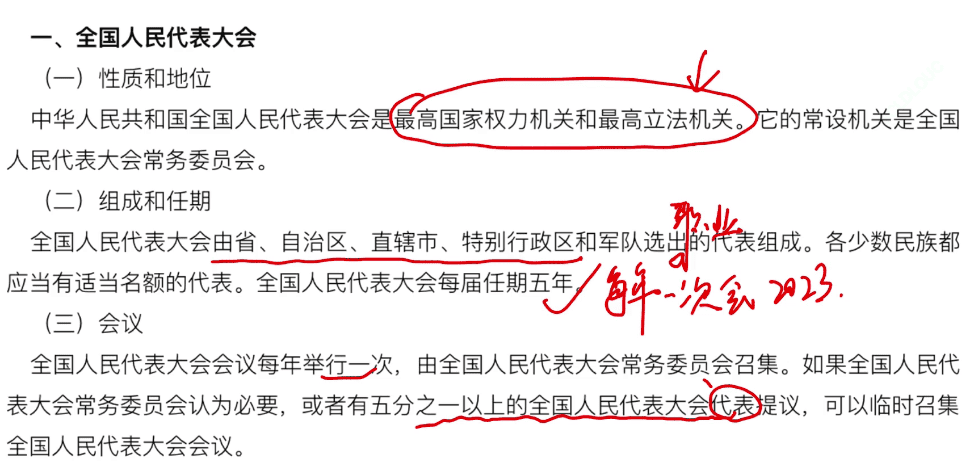 一、全国人民代表大会
（一）性质和地位
中华人民共和国全国人民代表大会是最高国家权力机关和最高立法机关。它的常设机关是全国
人民代表大会常务委员会。
（二）组成和任期
职业
全国人民代表大会由省、自治区、直辖市、特别行政区和军队选出的代表组成。各少数民族都
应当有适当名额的代表。全国人民代表大会每届任期五年。
每年一次会 2023.
（三）会议
全国人民代表大会会议每年举行一次，由全国人民代表大会常务委员会召集。如果全国人民代
表大会常务委员会认为必要，或者有五分之一以上的全国人民代表大会代表提议，可以临时召集
全国人民代表大会会议。